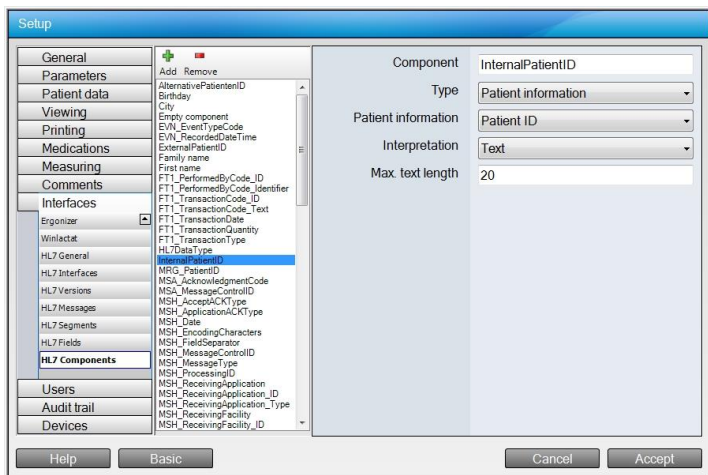 Setup
General
Parameters
Patient data
Viewing
Printing
Medications
Measuring
Comments
Interfaces
Ergonizer
Winlactat
HL7 General
HL7 Interfaces
HL7 Versions
HL7 Messages
HL7 Segments
HL7 Fields
HL7 Components
Users
Audit trail
Devices
Add Remove
AlternativePatientenID
Birthday
City
Empty component
EVN_EventTypeCode
EVN_RecordedDateTime
ExternalPatientID
Family name
First name
FT1_PerformedByCode_ID
FT1_PerformedByCode_Identifier
FT1_TransactionCode_ID
FT1_TransactionCode_Text
FT1_TransactionDate
FT1_TransactionQuantity
FT1_TransactionType
HL7DataType
InternalPatientID
MRG_PatientID
MSA_AcknowledgmentCode
MSA_MessageControlID
MSH_AcceptACKType
MSH_ApplicationACKType
MSH_Date
MSH_EncodingCharacters
MSH_FieldSeparator
MSH_MessageControlID
MSH_MessageType
MSH_ProcessingID
MSH_ReceivingApplication
MSH_ReceivingApplication_ID
MSH_ReceivingApplication_Type
MSH_ReceivingFacility
MSH_ReceivingFacility_ID
Component InternalPatientID
Type Patient information
Patient information Patient ID
Interpretation Text
Max. text length 20
Help Basic Cancel Accept